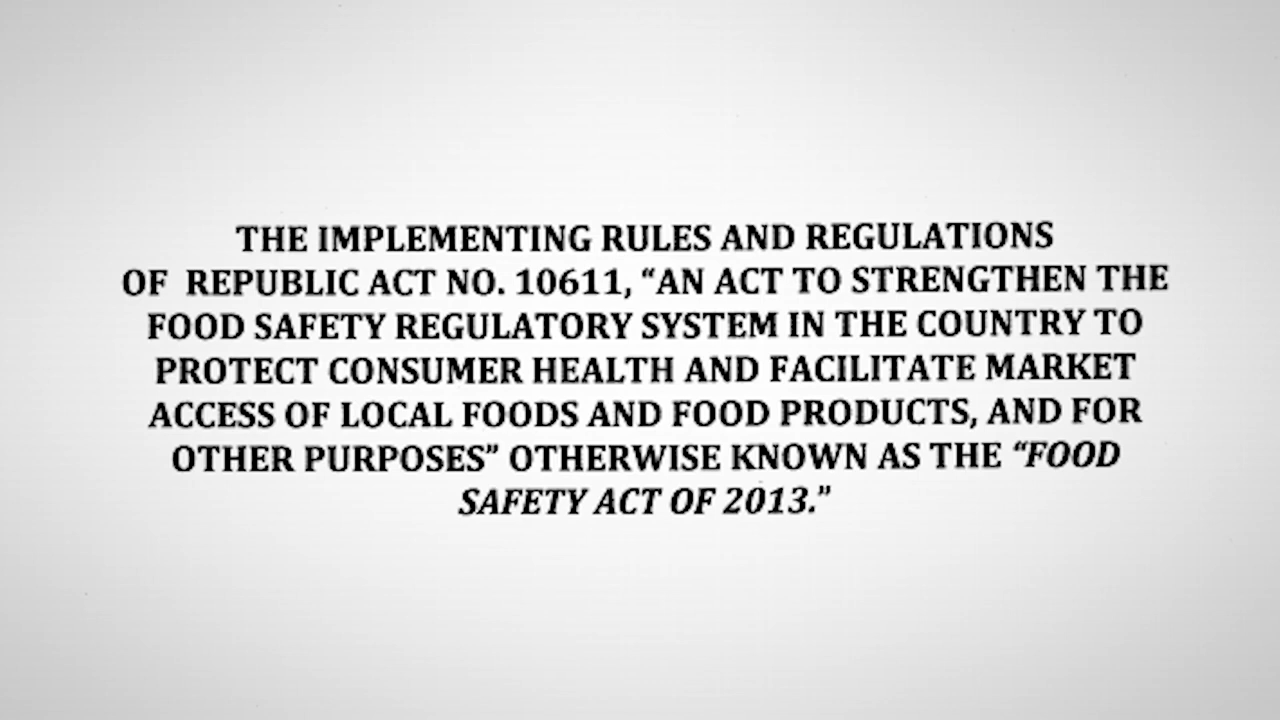 THE IMPLEMENTING RULES AND REGULATIONS
OF REPUBLIC ACT NO. 10611, “AN ACT TO STRENGTHEN THE
FOOD SAFETY REGULATORY SYSTEM IN THE COUNTRY TO
PROTECT CONSUMER HEALTH AND FACILITATE MARKET
ACCESS OF LOCAL FOODS AND FOOD PRODUCTS, AND FOR
OTHER PURPOSES” OTHERWISE KNOWN AS THE “FOOD
SAFETY ACT OF 2013.”